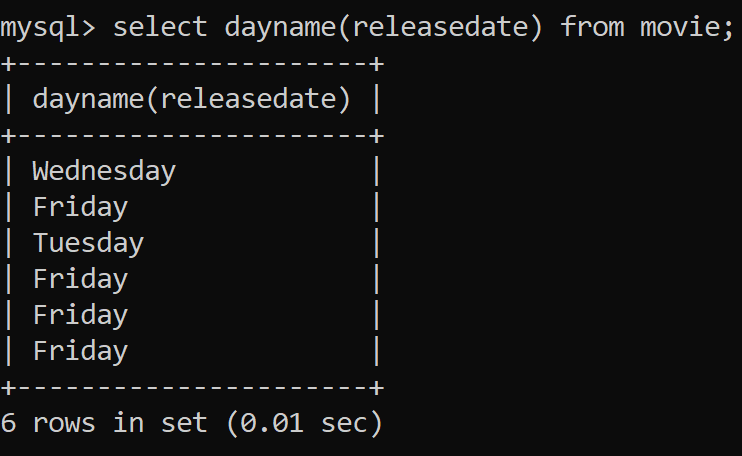 mysql> select dayname(releasedate) from movie;
+----------------------+
| dayname(releasedate) |
+----------------------+
| Wednesday            |
| Friday               |
| Tuesday              |
| Friday               |
| Friday               |
| Friday               |
+----------------------+
6 rows in set (0.01 sec)